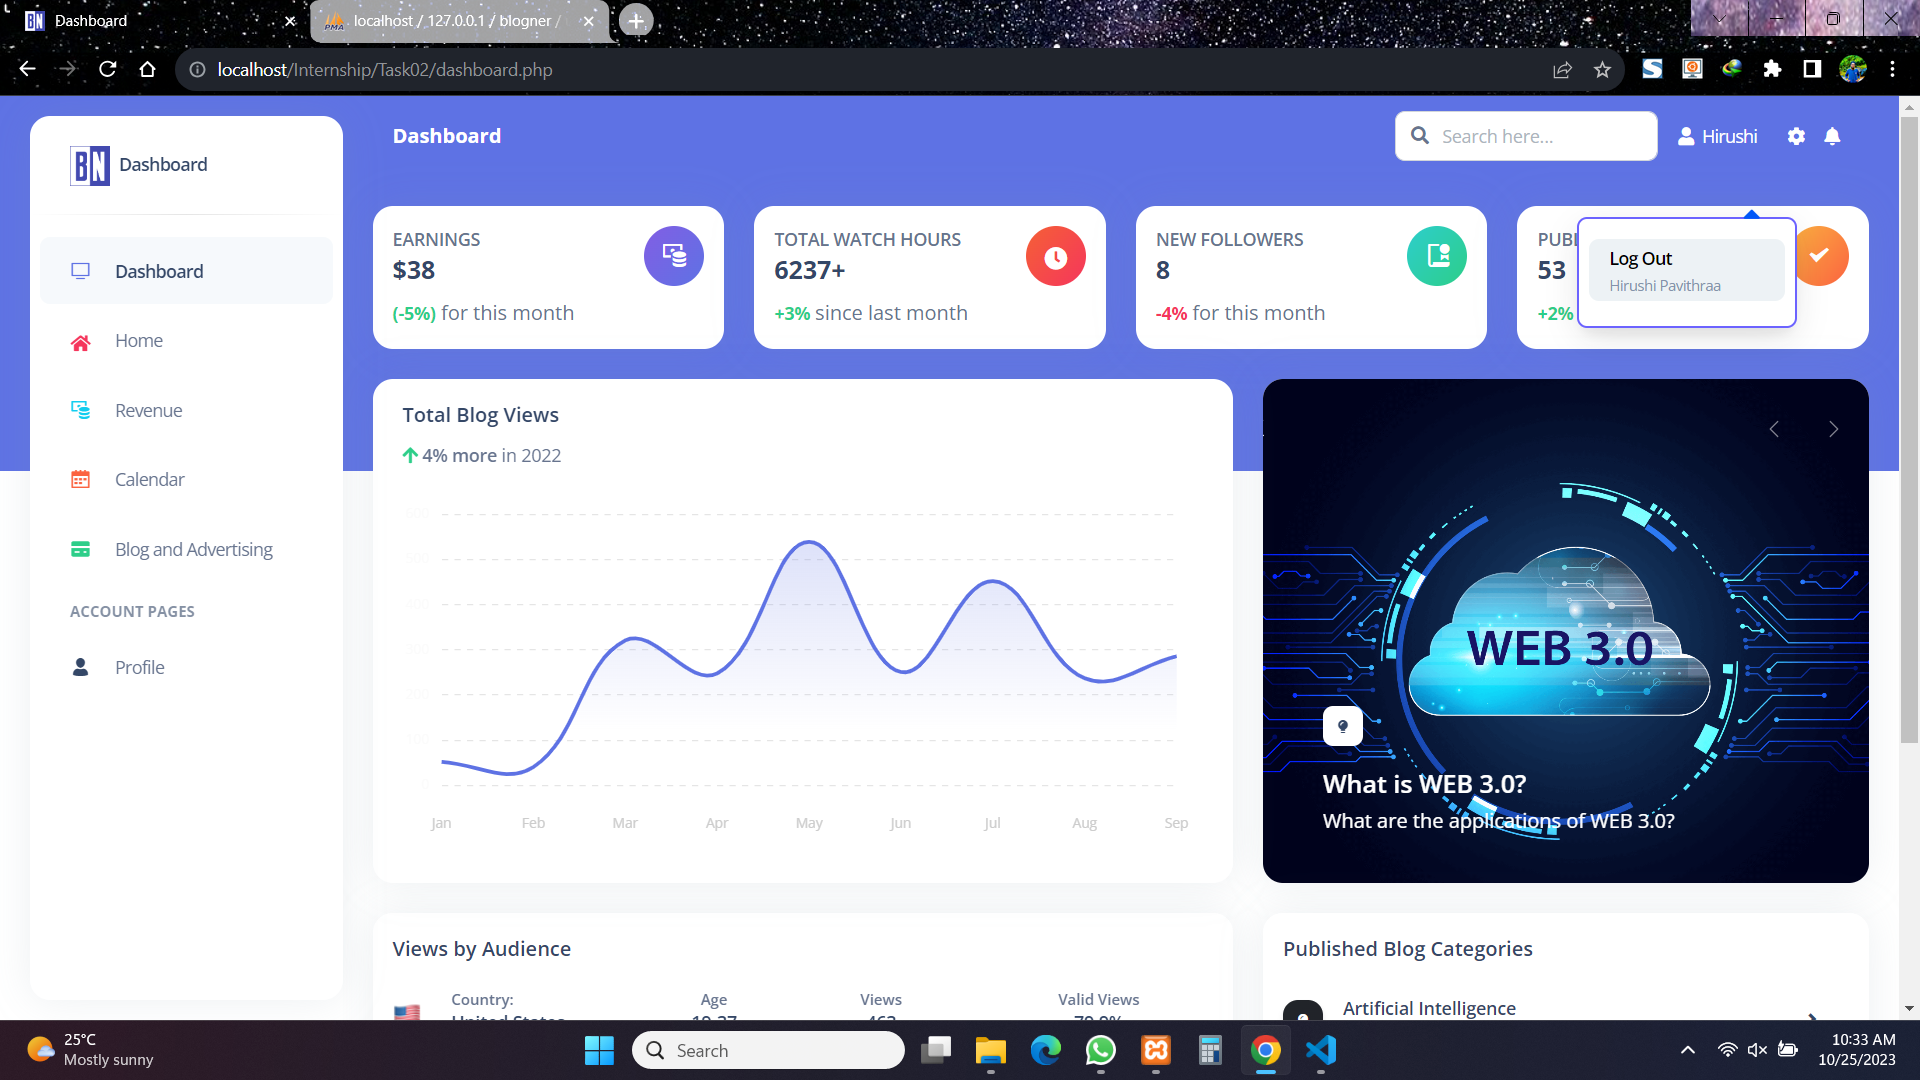 Dashboard
localhost / 127.0.0.1 / blogner /
localhost/Internship/Task02/dashboard.php
BN Dashboard
Dashboard
Home
Revenue
Calendar
Blog and Advertising
ACCOUNT PAGES
Profile
Dashboard
Search here...
Hirushi
EARNINGS
$38
(-5%) for this month
TOTAL WATCH HOURS
6237+
+3% since last month
NEW FOLLOWERS
8
-4% for this month
53
+2%
Log Out
Hirushi Pavithraa
Total Blog Views
4% more in 2022
Jan Feb Mar Apr May Jun Jul Aug Sep
WEB 3.0
What is WEB 3.0?
What are the applications of WEB 3.0?
Views by Audience
Country: Age Views Valid Views
United States
Published Blog Categories
Artificial Intelligence
25°C
Mostly sunny
Search
10:33 AM
10/25/2023